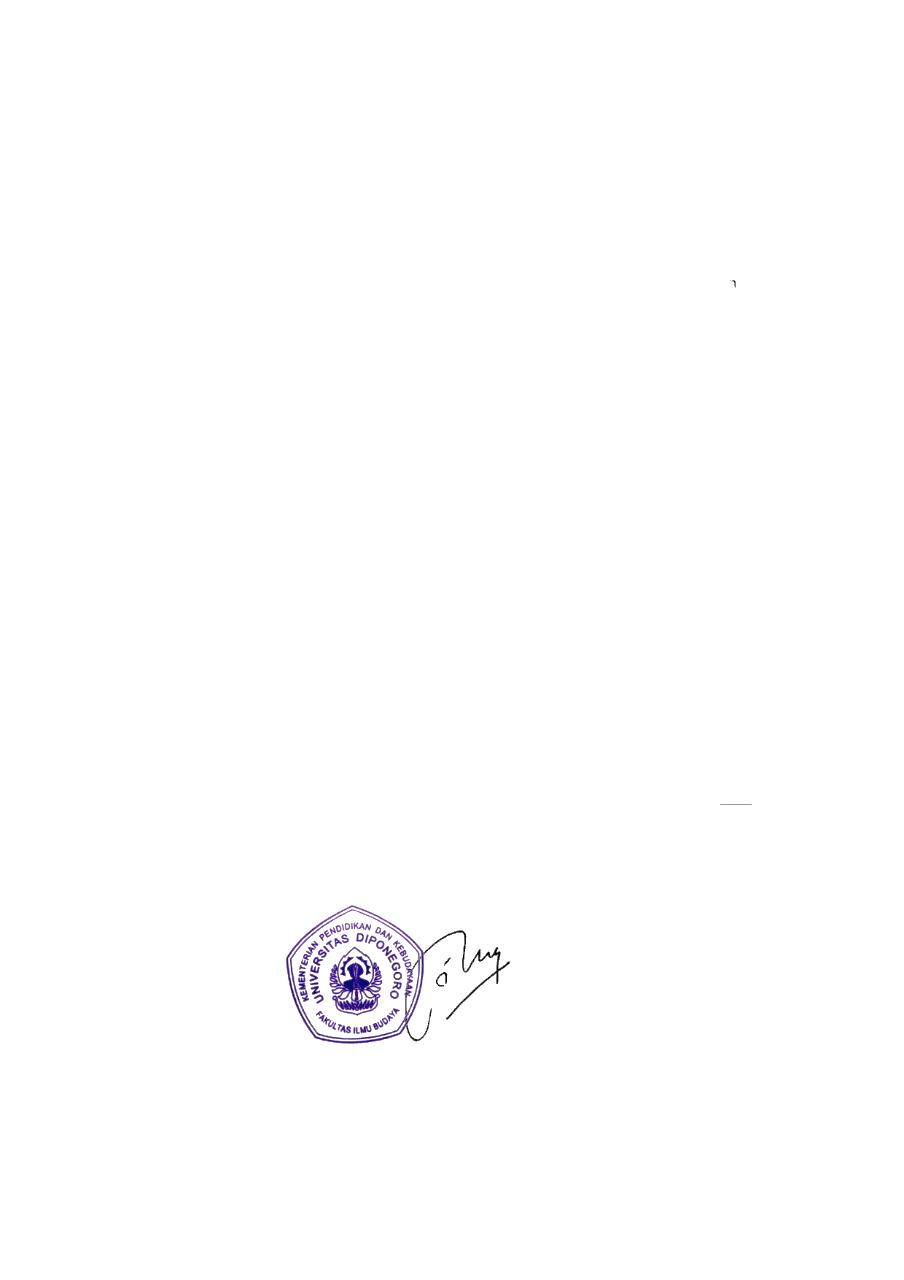 KEMENTERIAN PENDIDIKAN DAN KEBUDAYAAN
UNIVERSITAS DIPONEGORO
FAKULTAS ILMU BUDAYA